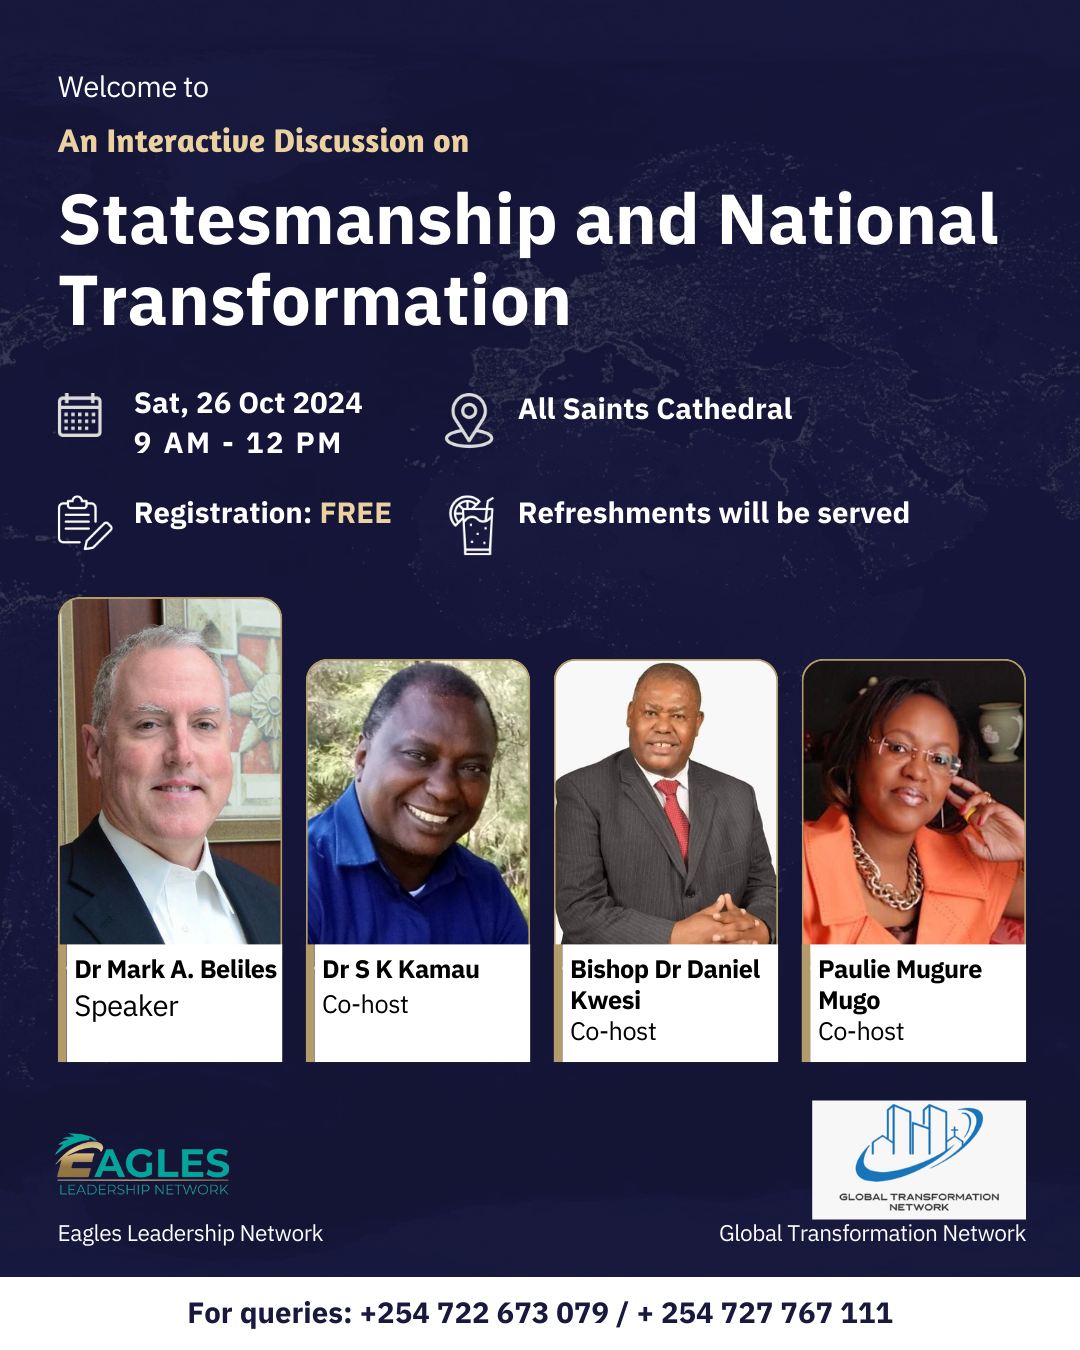 Welcome to
An Interactive Discussion on
Statesmanship and National
Transformation
Sat, 26 Oct 2024
9 AM - 12 PM
All Saints Cathedral
Registration: FREE
Refreshments will be served
Dr Mark A. Beliles
Speaker
Dr S K Kamau
Co-host
Bishop Dr Daniel
Kwesi
Co-host
Paulie Mugure
Mugo
Co-host
EAGLES
LEADERSHIP NETWORK
Eagles Leadership Network
GLOBAL TRANSFORMATION
NETWORK
Global Transformation Network
For queries: +254 722 673 079 / + 254 727 767 111